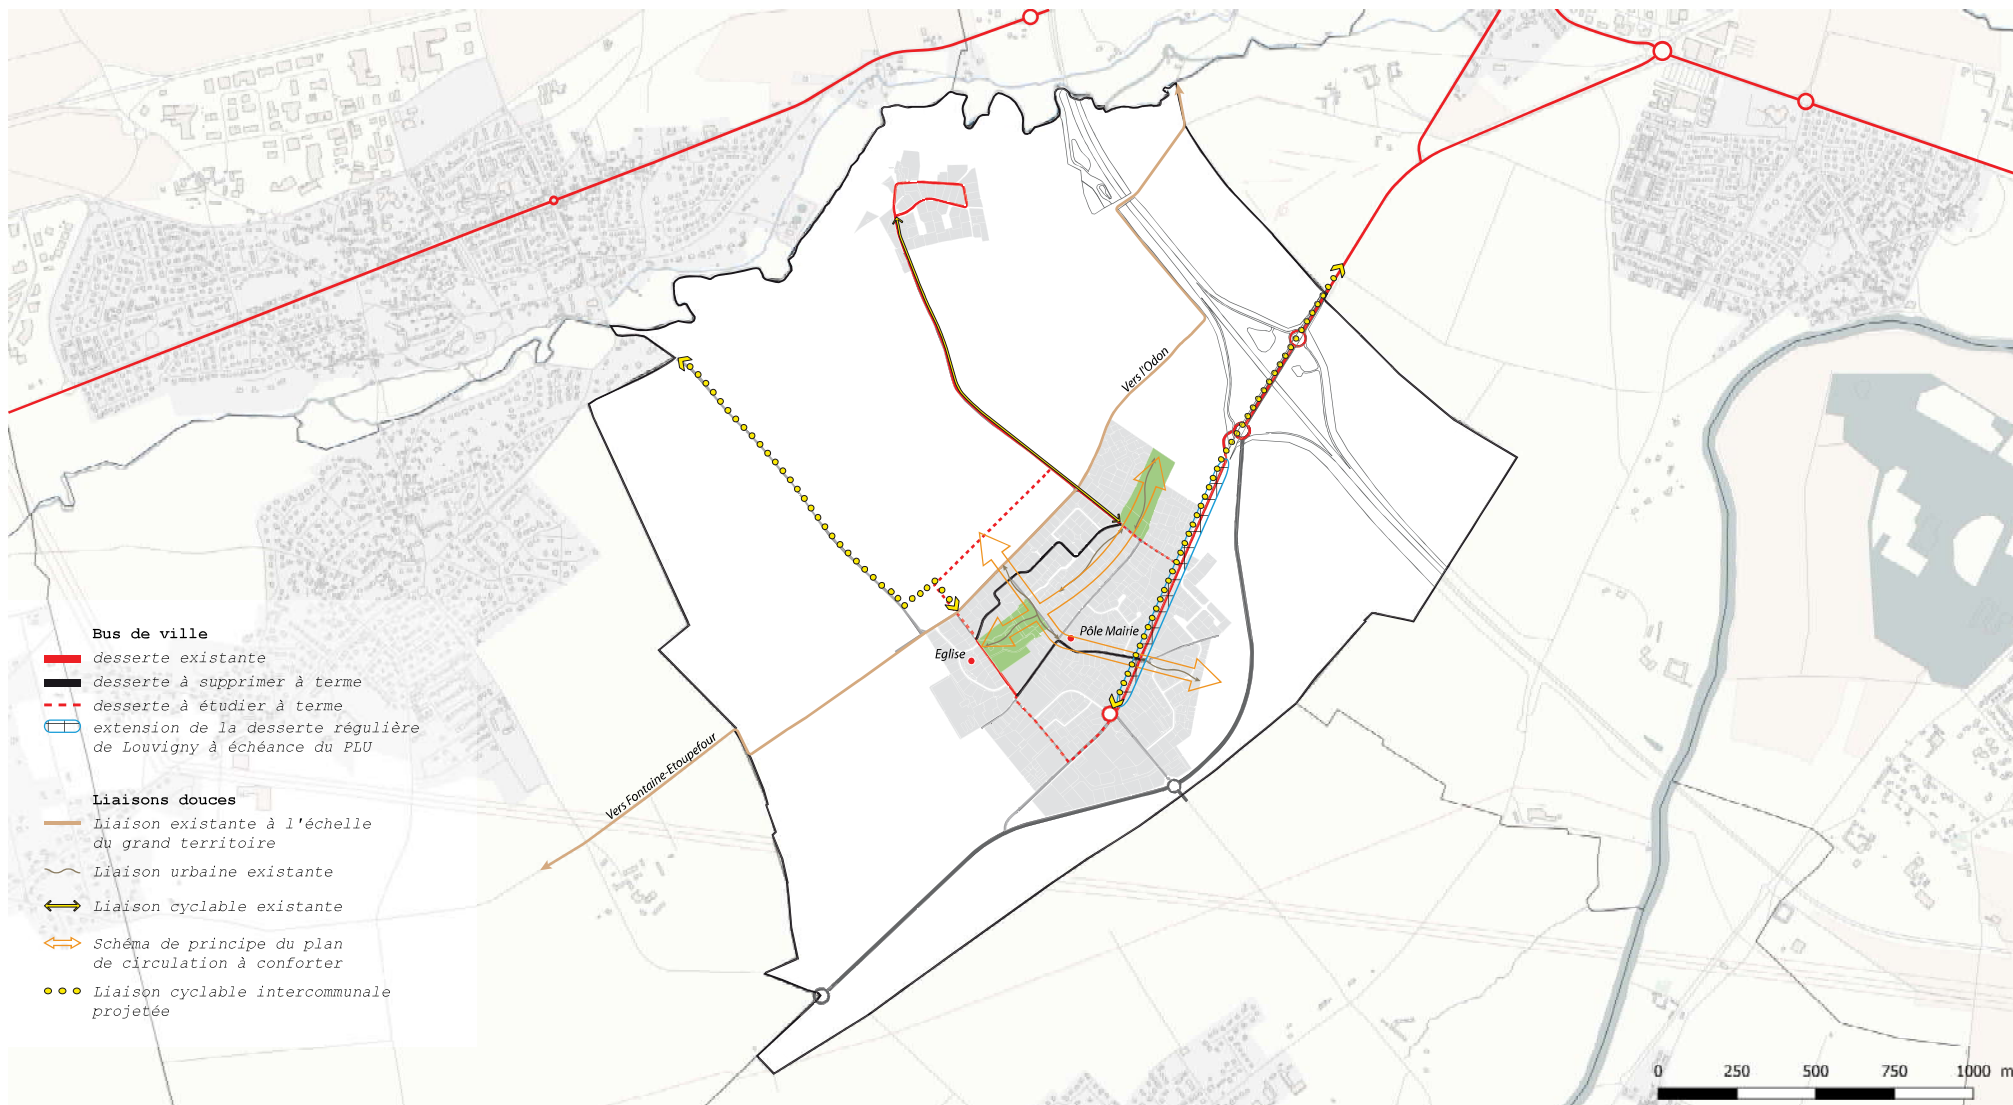 Vers l'Odon
Pôle Mairie
Eglise
Vers Fontaine-Etoupefour
Bus de ville
desserte existante
desserte à supprimer à terme
desserte à étudier à terme
extension de la desserte régulière
de Louvigny à échéance du PLU
Liaisons douces
Liaison existante à l'échelle
du grand territoire
Liaison urbaine existante
Liaison cyclable existante
Schéma de principe du plan
de circulation à conforter
Liaison cyclable intercommunale
projetée
0 250 500 750 1000 m